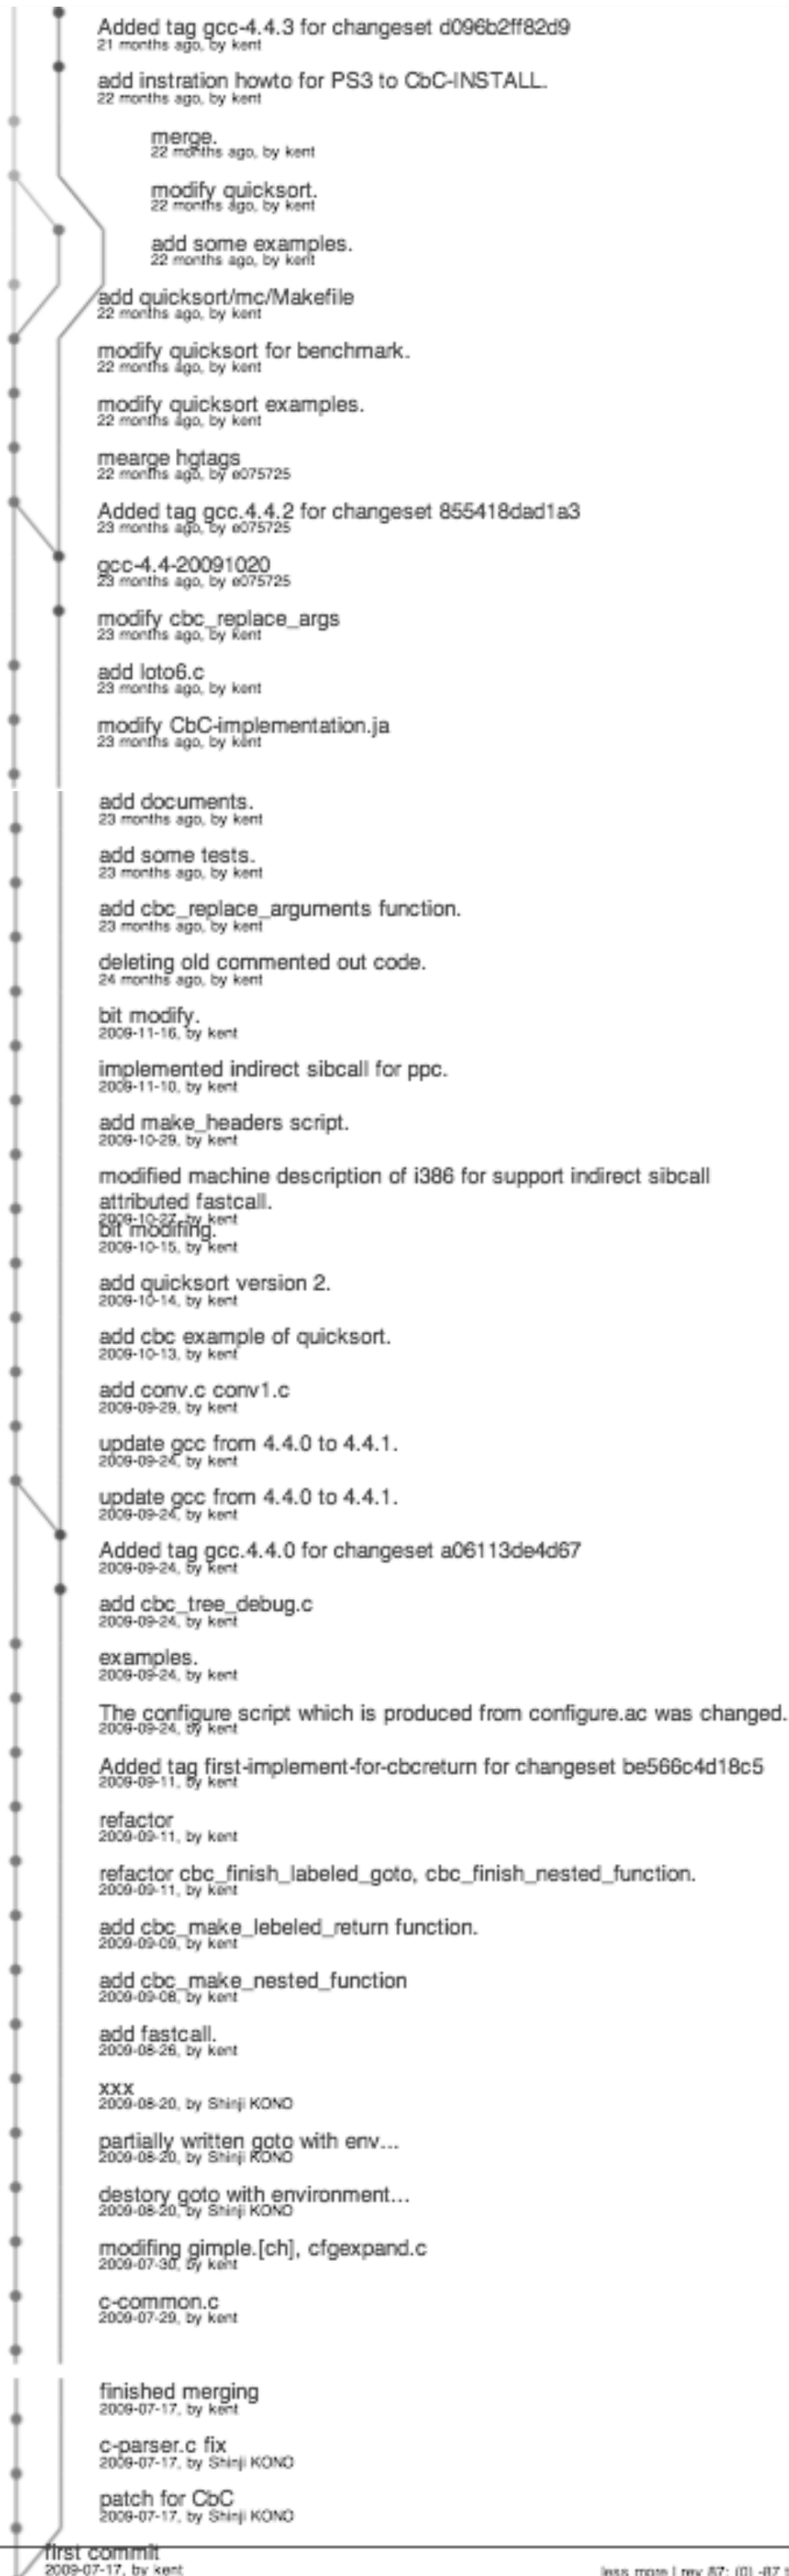 Added tag gcc-4.4.3 for changeset d096b2ff82d9
21 months ago, by kent
add instration howto for PS3 to CbC-INSTALL.
22 months ago, by kent
merge.
22 months ago, by kent
modify quicksort.
22 months ago, by kent
add some examples.
22 months ago, by kent
add quicksort/mc/Makefile
22 months ago, by kent
modify quicksort for benchmark.
22 months ago, by kent
modify quicksort examples.
22 months ago, by kent
mearge hgtags
22 months ago, by e075725
Added tag gcc.4.4.2 for changeset 855418dad1a3
23 months ago, by e075725
gcc-4.4-20091020
23 months ago, by e075725
modify cbc_replace_args
23 months ago, by kent
add loto6.c
23 months ago, by kent
modify CbC-implementation.ja
23 months ago, by kent
add documents.
23 months ago, by kent
add some tests.
23 months ago, by kent
add cbc_replace_arguments function.
23 months ago, by kent
deleting old commented out code.
24 months ago, by kent
bit modify.
2009-11-16, by kent
implemented indirect sibcall for ppc.
2009-11-10, by kent
add make_headers script.
2009-10-29, by kent
modified machine description of i386 for support indirect sibcall
attributed fastcall.
2009-10-27, by kent
bit modifing.
2009-10-15, by kent
add quicksort version 2.
2009-10-14, by kent
add cbc example of quicksort.
2009-10-13, by kent
add conv.c conv1.c
2009-09-29, by kent
update gcc from 4.4.0 to 4.4.1.
2009-09-24, by kent
update gcc from 4.4.0 to 4.4.1.
2009-09-24, by kent
Added tag gcc.4.4.0 for changeset a06113de4d67
2009-09-24, by kent
add cbc_tree_debug.c
2009-09-24, by kent
examples.
2009-09-24, by kent
The configure script which is produced from configure.ac was changed.
2009-09-24, by kent
Added tag first-implement-for-cbcreturn for changeset be566c4d18c5
2009-09-11, by kent
refactor
2009-09-11, by kent
refactor cbc_finish_labeled_goto, cbc_finish_nested_function.
2009-09-11, by kent
add cbc_make_lebeled_return function.
2009-09-09, by kent
add cbc_make_nested_function
2009-09-08, by kent
add fastcall.
2009-08-26, by kent
xxx
2009-08-20, by Shinji KONO
partially written goto with env...
2009-08-20, by Shinji KONO
destory goto with environment...
2009-08-20, by Shinji KONO
modifing gimple.[ch], cfgexpand.c
2009-07-30, by kent
c-common.c
2009-07-29, by kent
finished merging
2009-07-17, by kent
c-parser.c fix
2009-07-17, by Shinji KONO
patch for CbC
2009-07-17, by Shinji KONO
first commit
2009-07-17, by kent
less more | rev 87: (0) -87